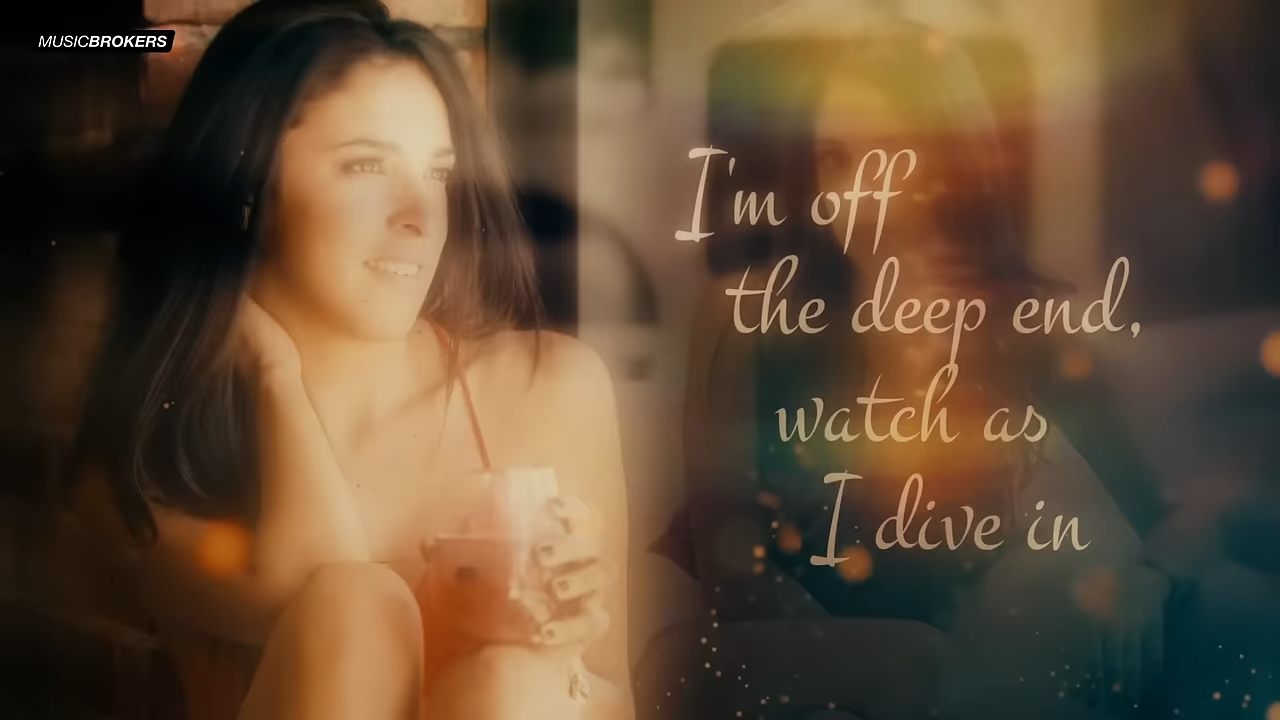 MUSICBROKERS
I'm off
the deep end,
watch as
I dive in